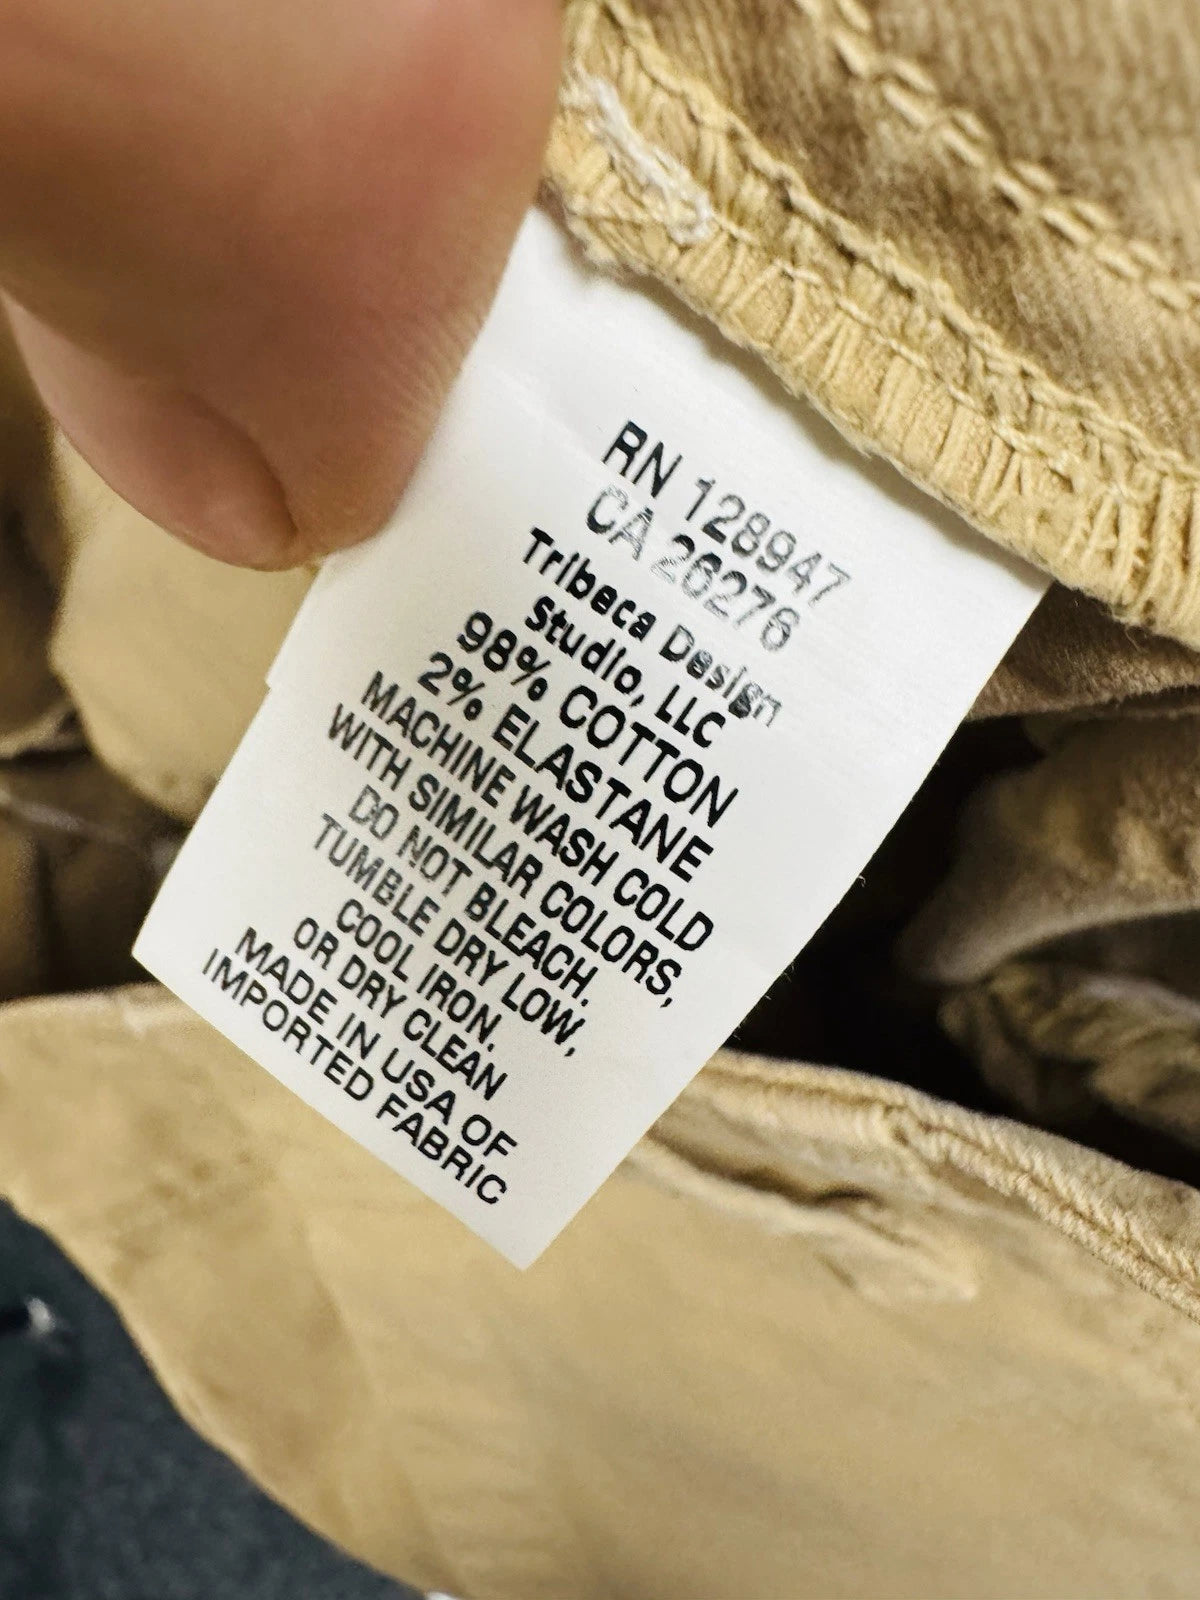 RN 128947
CA 26276
Tribeca Design
Studio, LLC
98% COTTON
2% ELASTANE
MACHINE WASH COLD
WITH SIMILAR COLORS,
DO NOT BLEACH.
TUMBLE DRY LOW,
COOL IRON.
OR DRY CLEAN
MADE IN USA OF
IMPORTED FABRIC